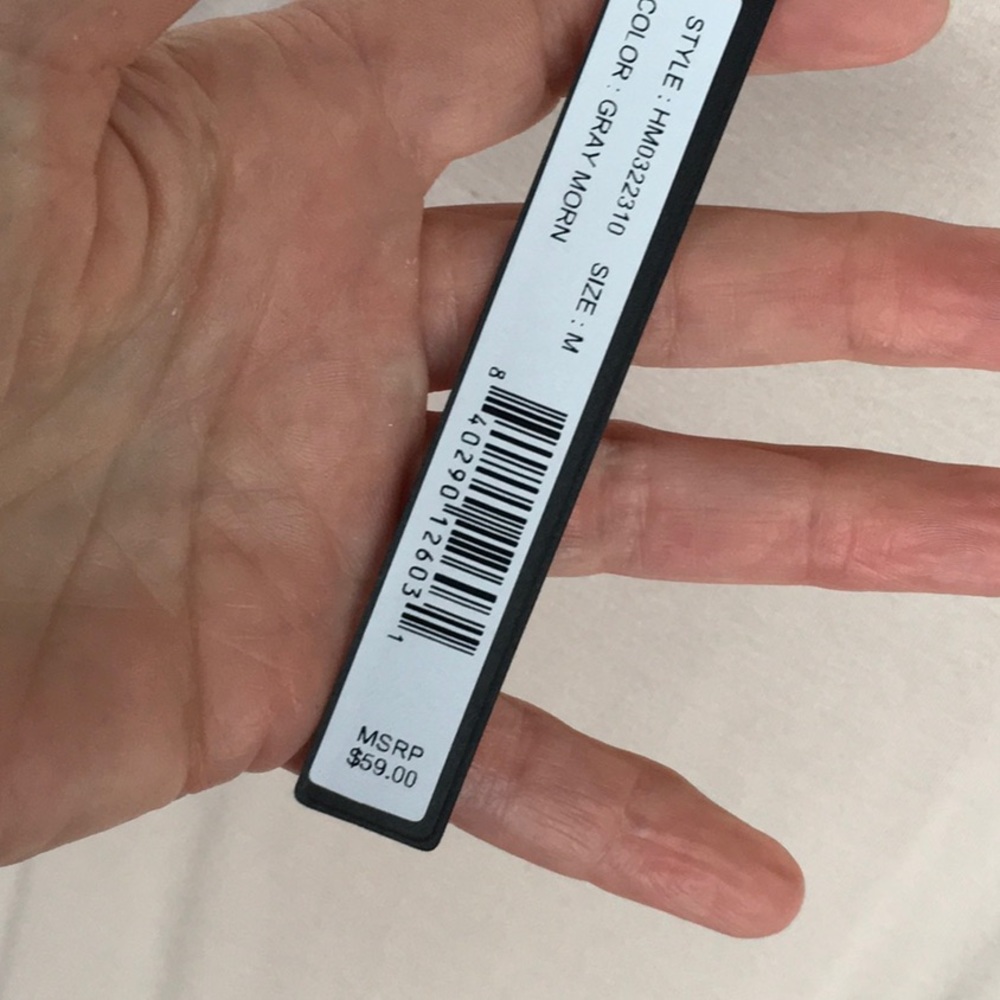 STYLE : HM0322310 SIZE : M
COLOR : GRAY MORN
8 40290 12603 1
MSRP
$59.00